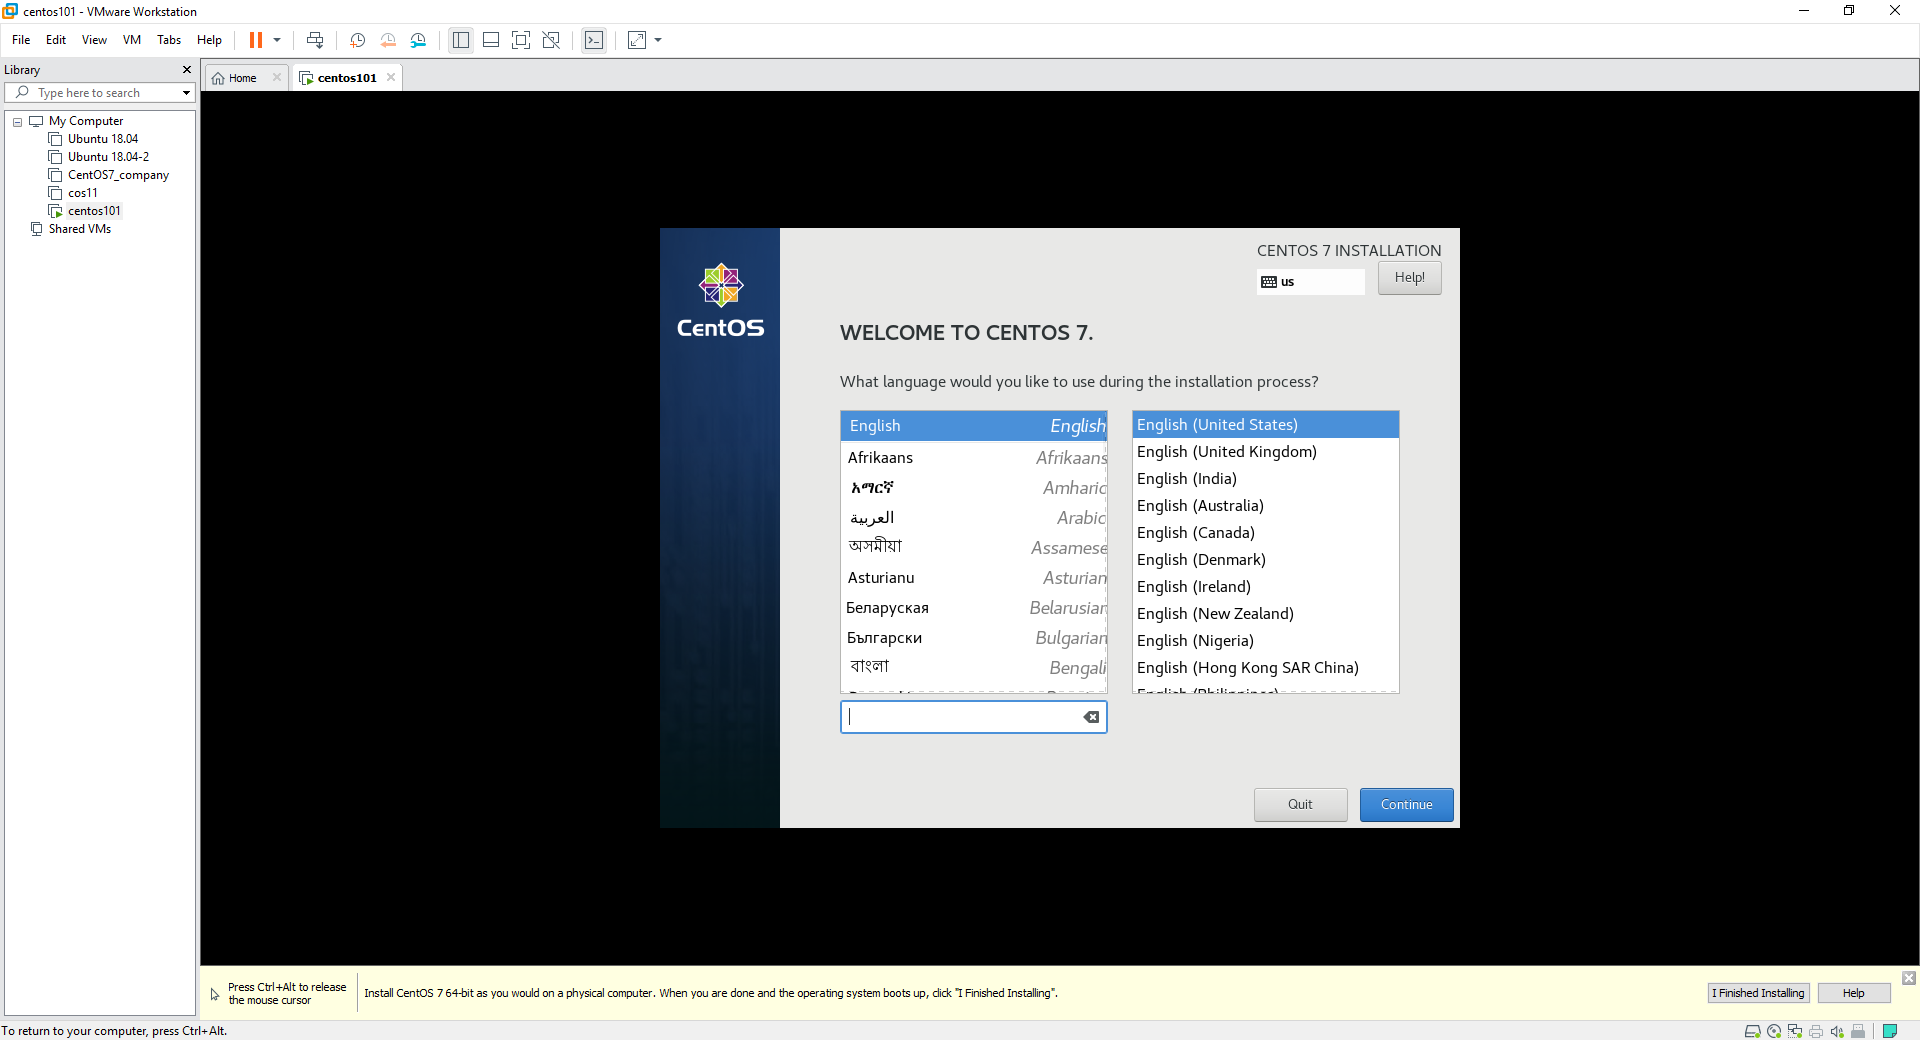 centos101 - VMware Workstation
File Edit View VM Tabs Help
Library
Type here to search
My Computer
Ubuntu 18.04
Ubuntu 18.04-2
CentOS7_company
cos11
centos101
Shared VMs
Home
centos101
CentOS
CENTOS 7 INSTALLATION
us
Help!
WELCOME TO CENTOS 7.
What language would you like to use during the installation process?
English English
Afrikaans Afrikaans
አማርኛ Amharic
العربية Arabic
অসমীয়া Assamese
Asturianu Asturian
Беларуская Belarusian
Български Bulgarian
বাংলা Bengali
English (United States)
English (United Kingdom)
English (India)
English (Australia)
English (Canada)
English (Denmark)
English (Ireland)
English (New Zealand)
English (Nigeria)
English (Hong Kong SAR China)
English (Philippines)
Quit
Continue
Press Ctrl+Alt to release
the mouse cursor
Install CentOS 7 64-bit as you would on a physical computer. When you are done and the operating system boots up, click "I Finished Installing".
I Finished Installing
Help
To return to your computer, press Ctrl+Alt.